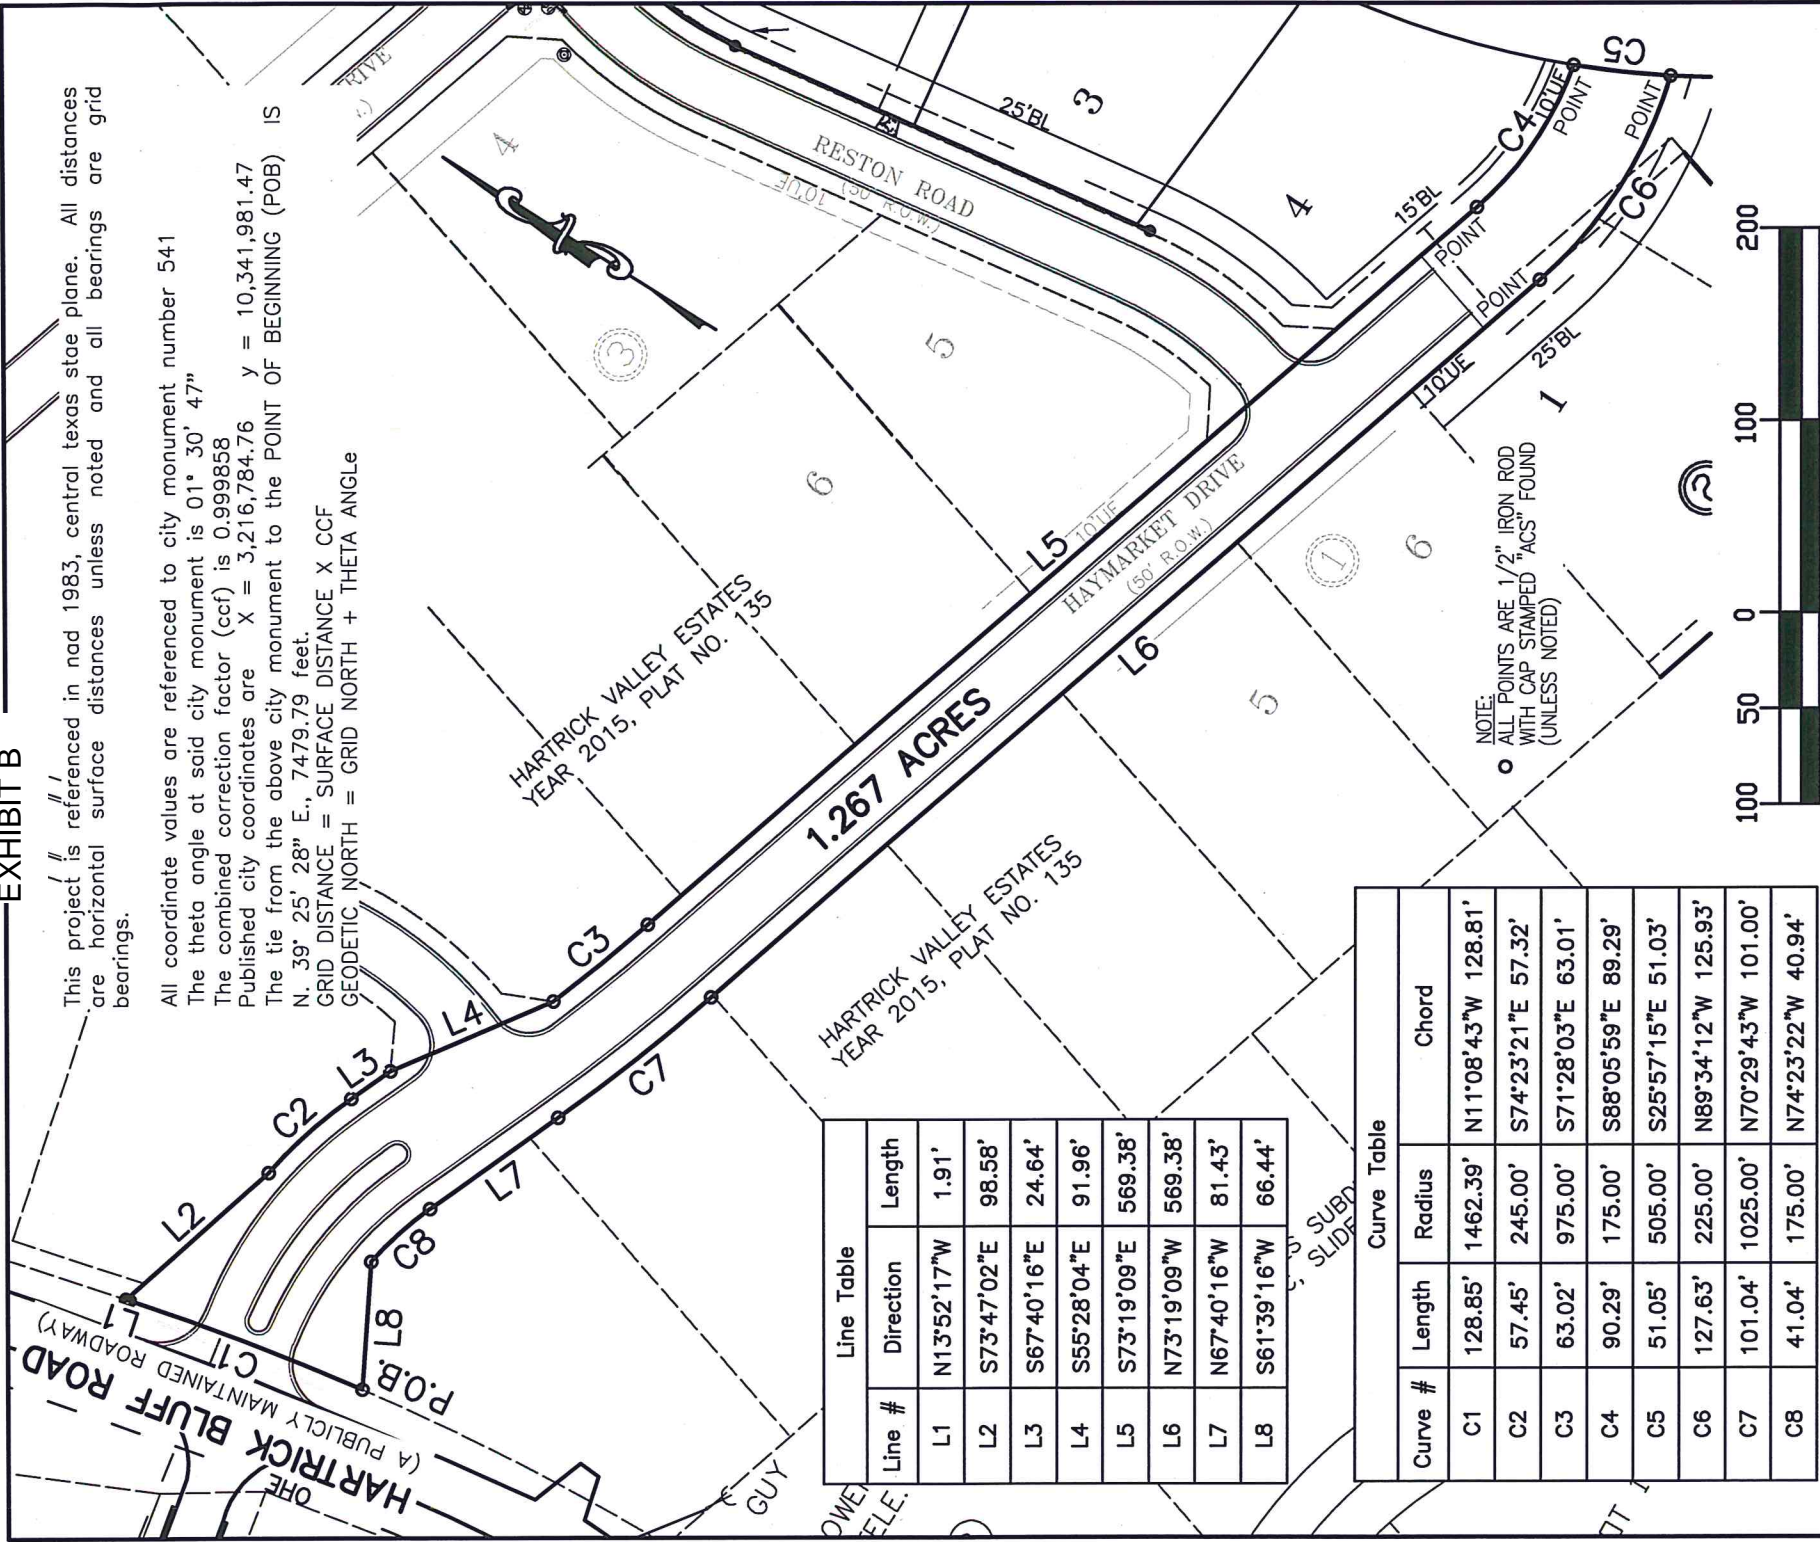 EXHIBIT B
This project is referenced in nad 1983, central texas stae plane. All distances
are horizontal surface distances unless noted and all bearings are grid
bearings.
All coordinate values are referenced to city monument number 541
The theta angle at said city monument is 01° 30' 47"
The combined correction factor (ccf) is 0.999858
Published city coordinates are X = 3,216,784.76 y = 10,341,981.47
The tie from the above city monument to the POINT OF BEGINNING (POB) IS
N. 39° 25' 28" E., 7479.79 feet.
GRID DISTANCE = SURFACE DISTANCE X CCF
GEODETIC NORTH = GRID NORTH + THETA ANGLe
HARTRICK BLUFF ROAD
(A PUBLICLY MAINTAINED ROADWAY)
OHE
P.O.B.
L1
C1
L2
C2
L3
L4
C3
L5
L8
C8
L7
C7
L6
1.267 ACRES
HAYMARKET DRIVE
(50' R.O.W.)
10'UE
HARTRICK VALLEY ESTATES
YEAR 2015, PLAT NO. 135
HARTRICK VALLEY ESTATES
YEAR 2015, PLAT NO. 135
RIVE
4
3
5
6
RESTON ROAD
(50' R.O.W.)
10'UE
25'BL
3
4
15'BL
10'UE
C4
C5
C6
POINT
POINT
POINT
POINT
10'UE
25'BL
1
1
6
5
NOTE:
ALL POINTS ARE 1/2" IRON ROD
WITH CAP STAMPED "ACS" FOUND
(UNLESS NOTED)
100 50 0 100 200
GUY
ELE.
Line Table
Line # Direction Length
L1 N13°52'17"W 1.91'
L2 S73°47'02"E 98.58'
L3 S67°40'16"E 24.64'
L4 S55°28'04"E 91.96'
L5 S73°19'09"E 569.38'
L6 N73°19'09"W 569.38'
L7 N67°40'16"W 81.43'
L8 S61°39'16"W 66.44'
Curve Table
Curve # Length Radius Chord
C1 128.85' 1462.39' N11°08'43"W 128.81'
C2 57.45' 245.00' S74°23'21"E 57.32'
C3 63.02' 975.00' S71°28'03"E 63.01'
C4 90.29' 175.00' S88°05'59"E 89.29'
C5 51.05' 505.00' S25°57'15"E 51.03'
C6 127.63' 225.00' N89°34'12"W 125.93'
C7 101.04' 1025.00' N70°29'43"W 101.00'
C8 41.04' 175.00' N74°23'22"W 40.94'